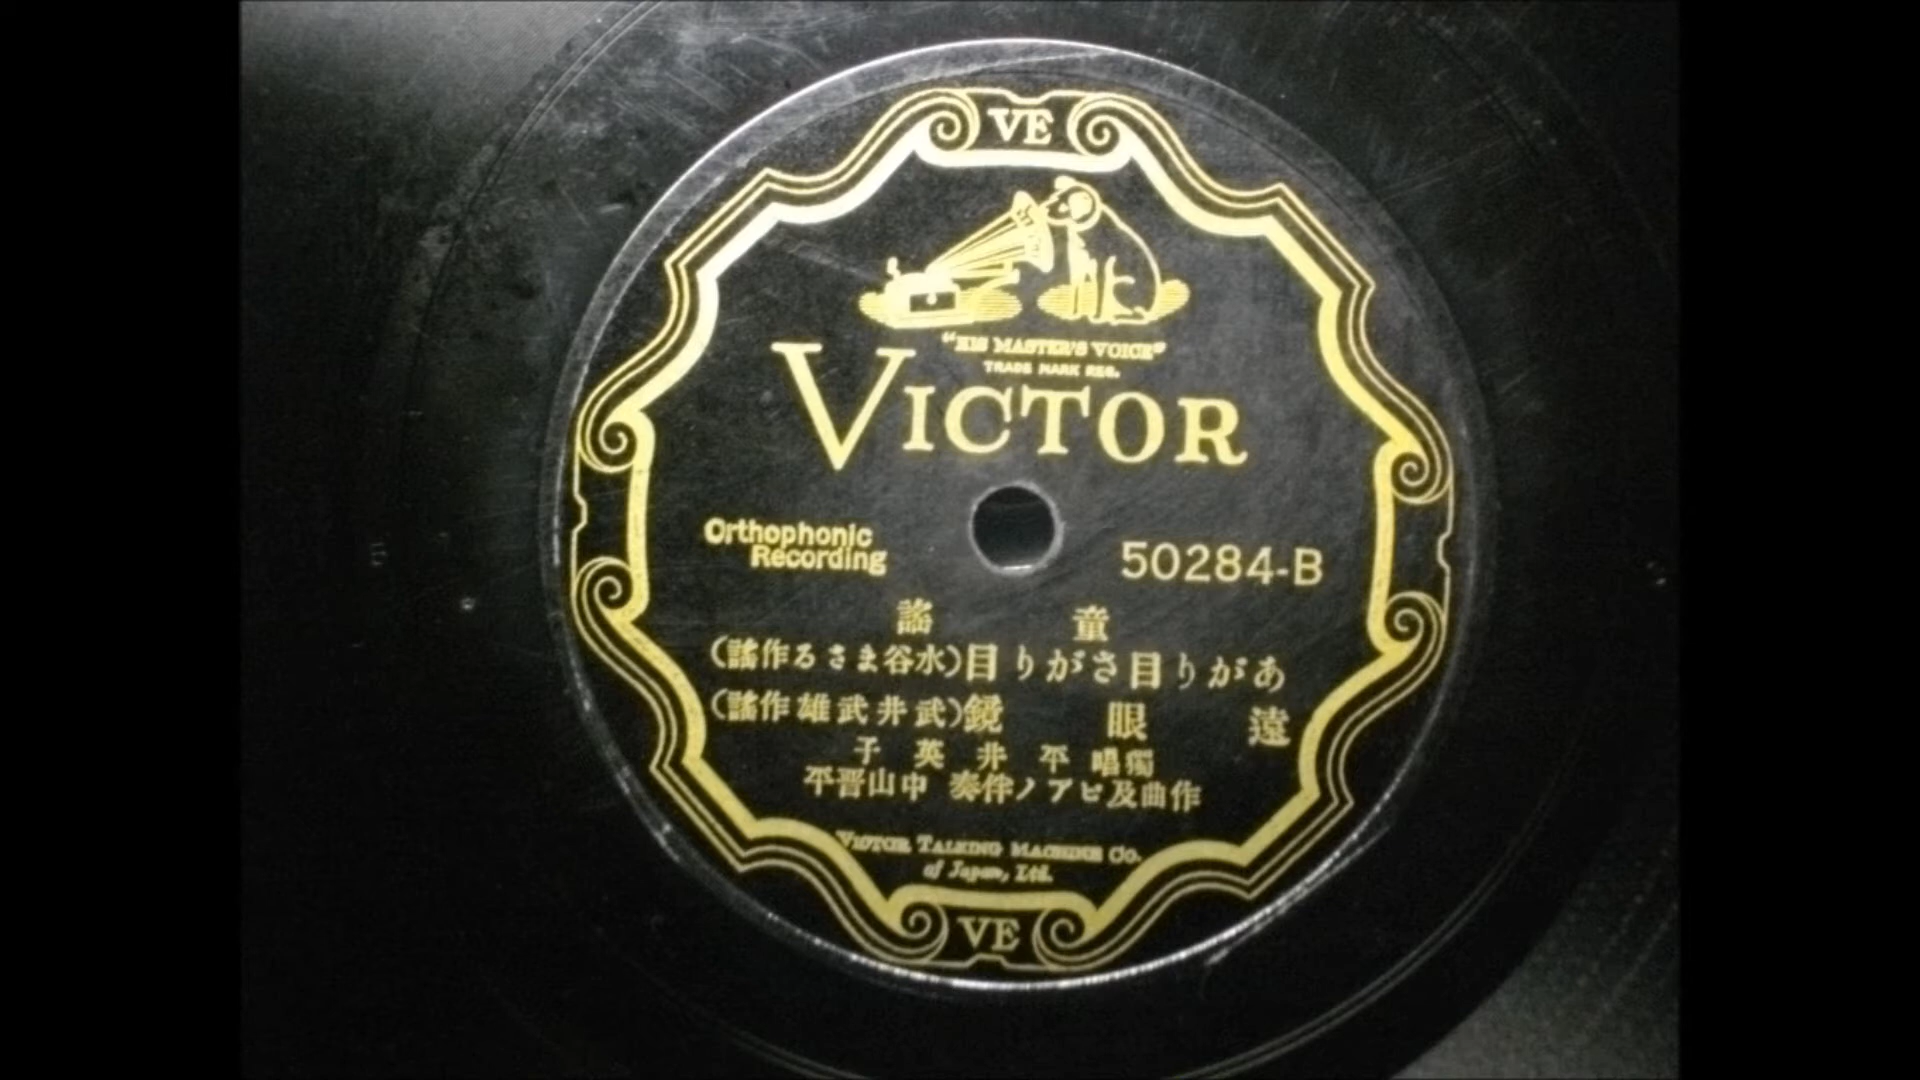 VE
"HIS MASTER'S VOICE"
TRADE MARK REG.
VICTOR
Orthophonic
Recording
50284-B
童謠
あがり目さがり目(水谷まさる作謠)
遠眼鏡(武井武雄作謠)
獨唱 平井英子
作曲及ピアノ伴奏 中山晋平
VICTOR TALKING MACHINE CO.
of Japan, Ltd.
VE